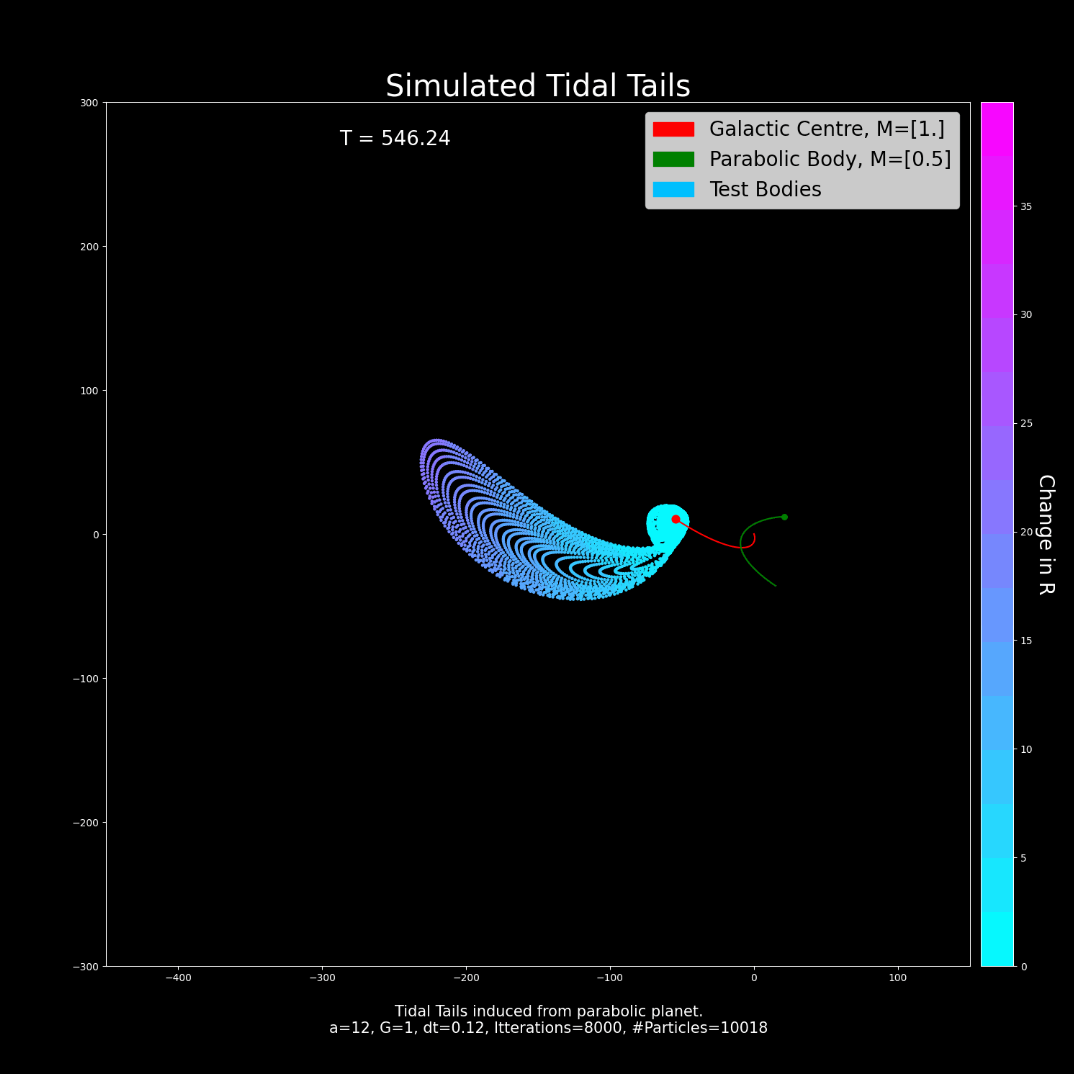 Simulated Tidal Tails
T = 546.24
Galactic Centre, M=[1.]
Parabolic Body, M=[0.5]
Test Bodies
300
200
100
0
−100
−200
−300
−400
−300
−200
−100
0
100
35
30
25
20
15
10
5
0
Change in R
Tidal Tails induced from parabolic planet.
a=12, G=1, dt=0.12, Itterations=8000, #Particles=10018